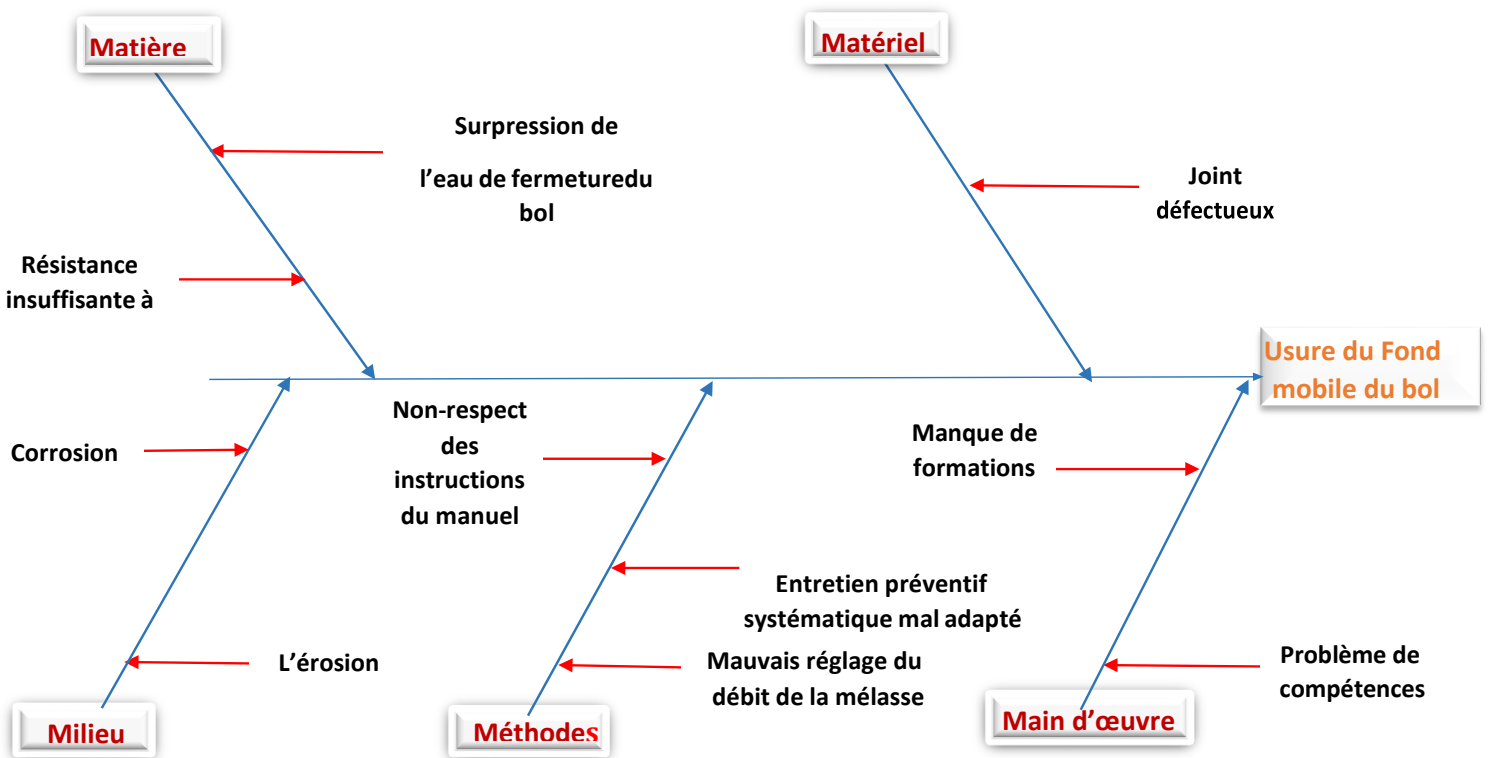 Matière
Matériel
Surpression de
l’eau de fermeturedu
bol
Joint
défectueux
Résistance
insuffisante à
Usure du Fond
mobile du bol
Non-respect
des
instructions
du manuel
Corrosion
Manque de
formations
Entretien préventif
systématique mal adapté
L’érosion
Mauvais réglage du
débit de la mélasse
Problème de
compétences
Milieu
Méthodes
Main d’œuvre